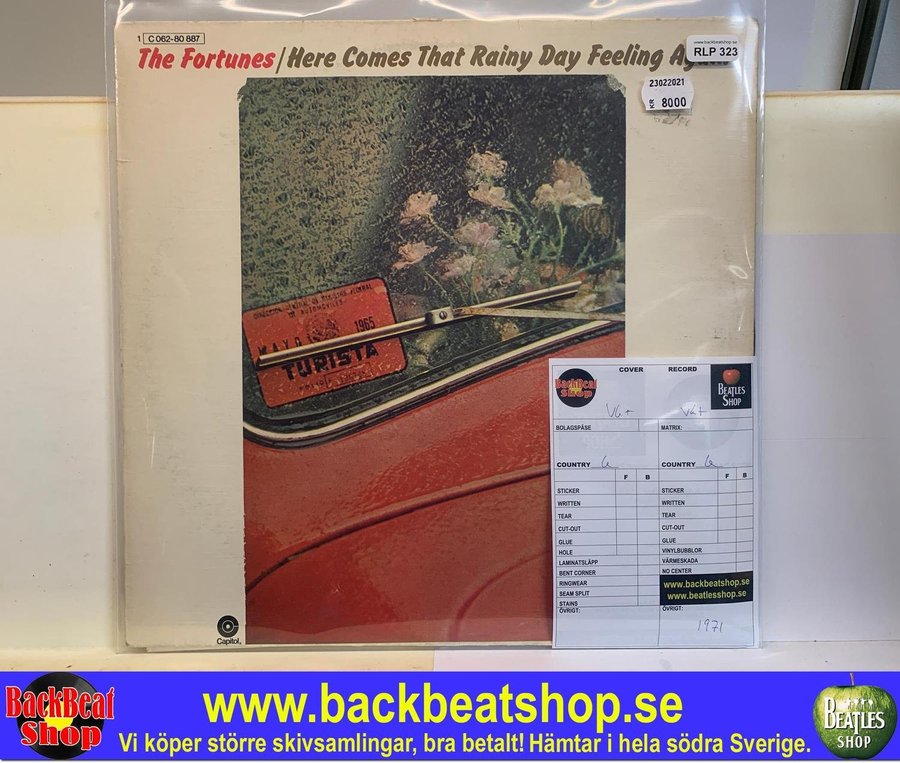 1 C 062-80 887
The Fortunes/Here Comes That Rainy Day Feeling
www.backbeatshop.se
RLP 323
23022021
KR 8000
1965
TURISTA
Capitol®
COVER RECORD
BackBeat Shop
BEATLES SHOP
VG+ VG+
BOLAGSPÅSE MATRIX:
COUNTRY G COUNTRY G
F B F B
STICKER STICKER
WRITTEN WRITTEN
TEAR TEAR
CUT-OUT CUT-OUT
GLUE GLUE
HOLE VINYLBUBBLOR
LAMINATSLÄPP VÄRMESKADA
BENT CORNER NO CENTER
RINGWEAR
SEAM SPLIT
STAINS
www.backbeatshop.se
www.beatlesshop.se
ÖVRIGT: ÖVRIGT:
1971
BackBeat
Shop
www.backbeatshop.se
Vi köper större skivsamlingar, bra betalt! Hämtar i hela södra Sverige.
BEATLES
SHOP